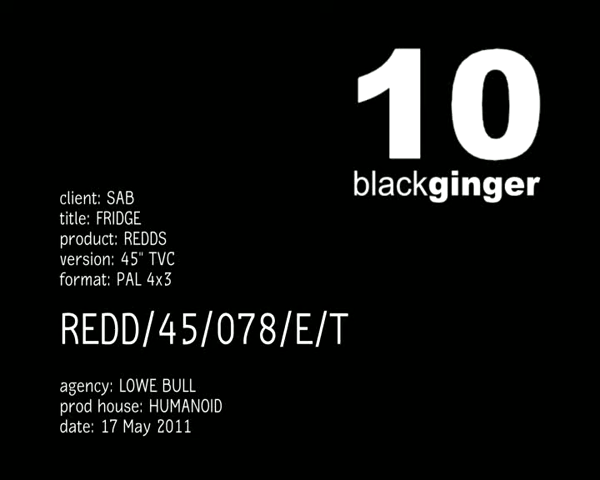 10
blackginger
client: SAB
title: FRIDGE
product: REDDS
version: 45" TVC
format: PAL 4x3
REDD/45/078/E/T
agency: LOWE BULL
prod house: HUMANOID
date: 17 May 2011